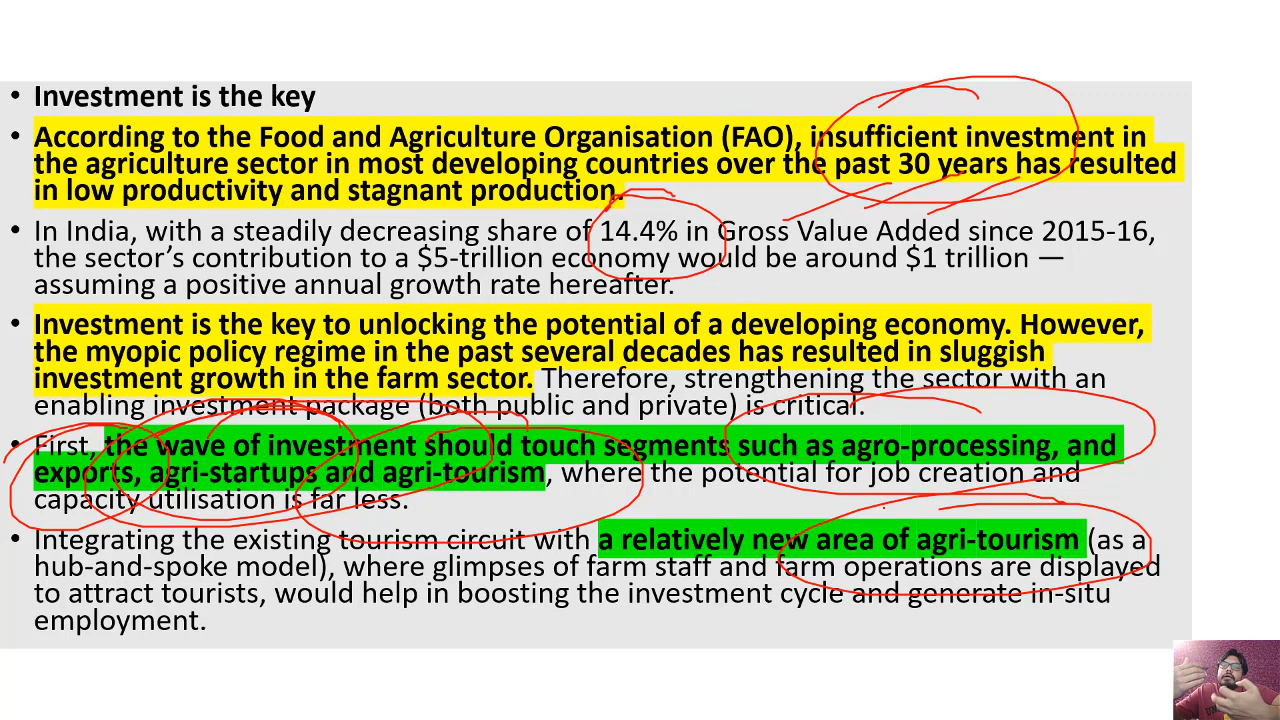 • Investment is the key
• According to the Food and Agriculture Organisation (FAO), insufficient investment in
the agriculture sector in most developing countries over the past 30 years has resulted
in low productivity and stagnant production.
• In India, with a steadily decreasing share of 14.4% in Gross Value Added since 2015-16,
the sector’s contribution to a $5-trillion economy would be around $1 trillion —
assuming a positive annual growth rate hereafter.
• Investment is the key to unlocking the potential of a developing economy. However,
the myopic policy regime in the past several decades has resulted in sluggish
investment growth in the farm sector. Therefore, strengthening the sector with an
enabling investment package (both public and private) is critical.
• First, the wave of investment should touch segments such as agro-processing, and
exports, agri-startups and agri-tourism, where the potential for job creation and
capacity utilisation is far less.
• Integrating the existing tourism circuit with a relatively new area of agri-tourism (as a
hub-and-spoke model), where glimpses of farm staff and farm operations are displayed
to attract tourists, would help in boosting the investment cycle and generate in-situ
employment.